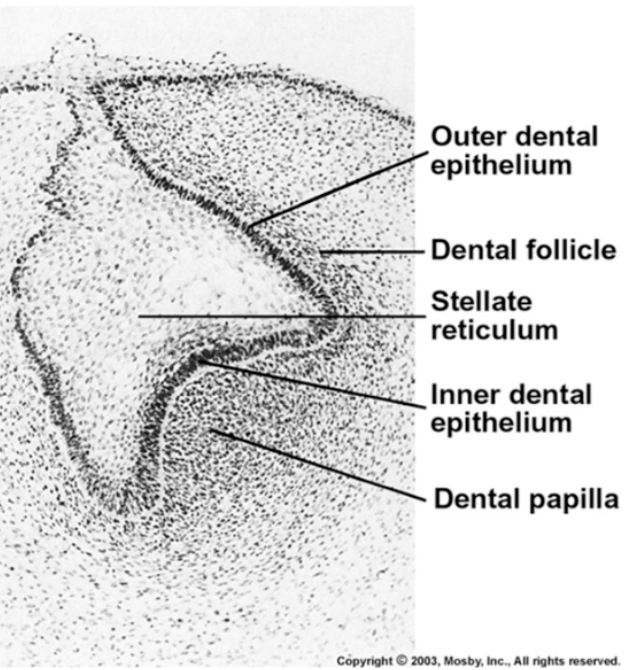 Outer dental
epithelium
Dental follicle
Stellate
reticulum
Inner dental
epithelium
Dental papilla
Copyright © 2003, Mosby, Inc., All rights reserved.